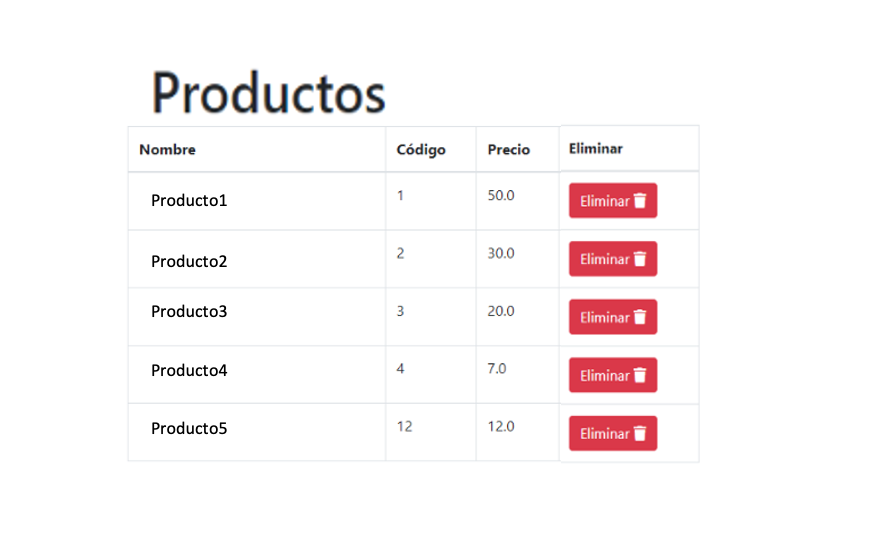 Productos
Nombre Código Precio Eliminar
Producto1 1 50.0 Eliminar
Producto2 2 30.0 Eliminar
Producto3 3 20.0 Eliminar
Producto4 4 7.0 Eliminar
Producto5 12 12.0 Eliminar